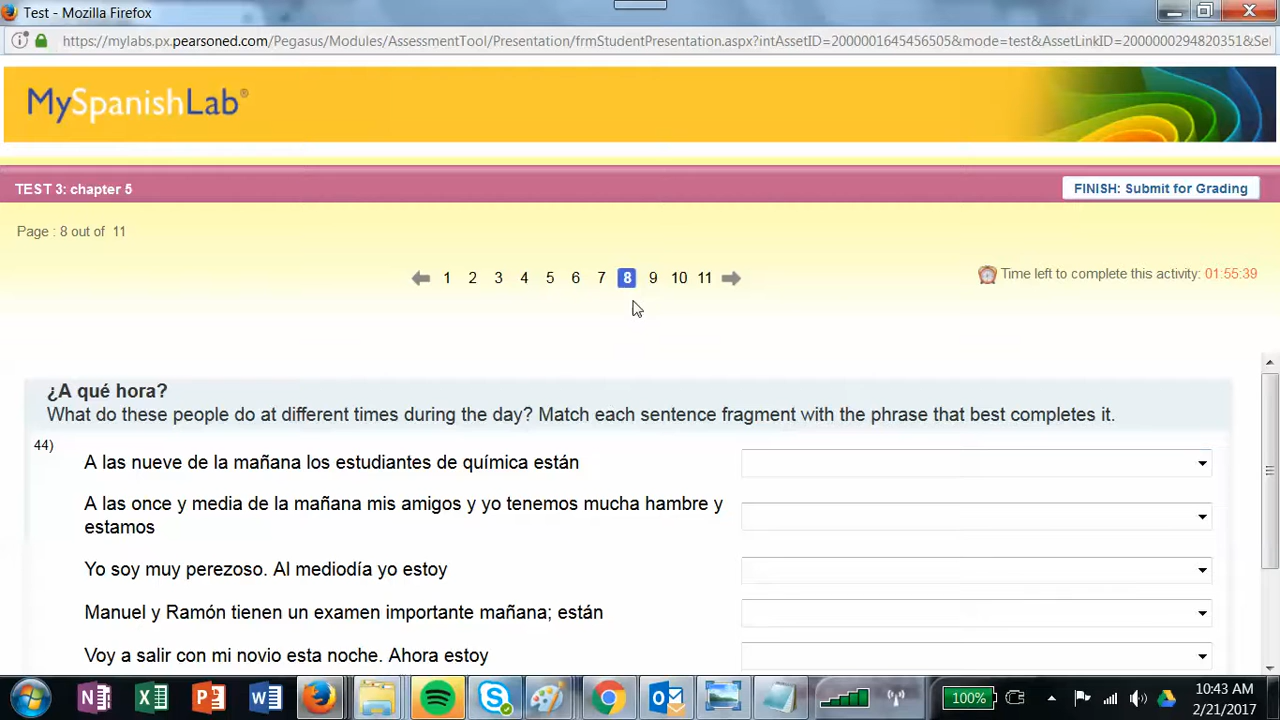 Test - Mozilla Firefox
https://mylabs.px.pearsoned.com/Pegasus/Modules/AssessmentTool/Presentation/frmStudentPresentation.aspx?intAssetID=2000001645456505&mode=test&AssetLinkID=2000000294820351&Sel
MySpanishLab®
TEST 3: chapter 5
FINISH: Submit for Grading
Page : 8 out of 11
1 2 3 4 5 6 7 8 9 10 11
Time left to complete this activity: 01:55:39
¿A qué hora?
What do these people do at different times during the day? Match each sentence fragment with the phrase that best completes it.
44)
A las nueve de la mañana los estudiantes de química están
A las once y media de la mañana mis amigos y yo tenemos mucha hambre y
estamos
Yo soy muy perezoso. Al mediodía yo estoy
Manuel y Ramón tienen un examen importante mañana; están
Voy a salir con mi novio esta noche. Ahora estoy
100%
10:43 AM
2/21/2017